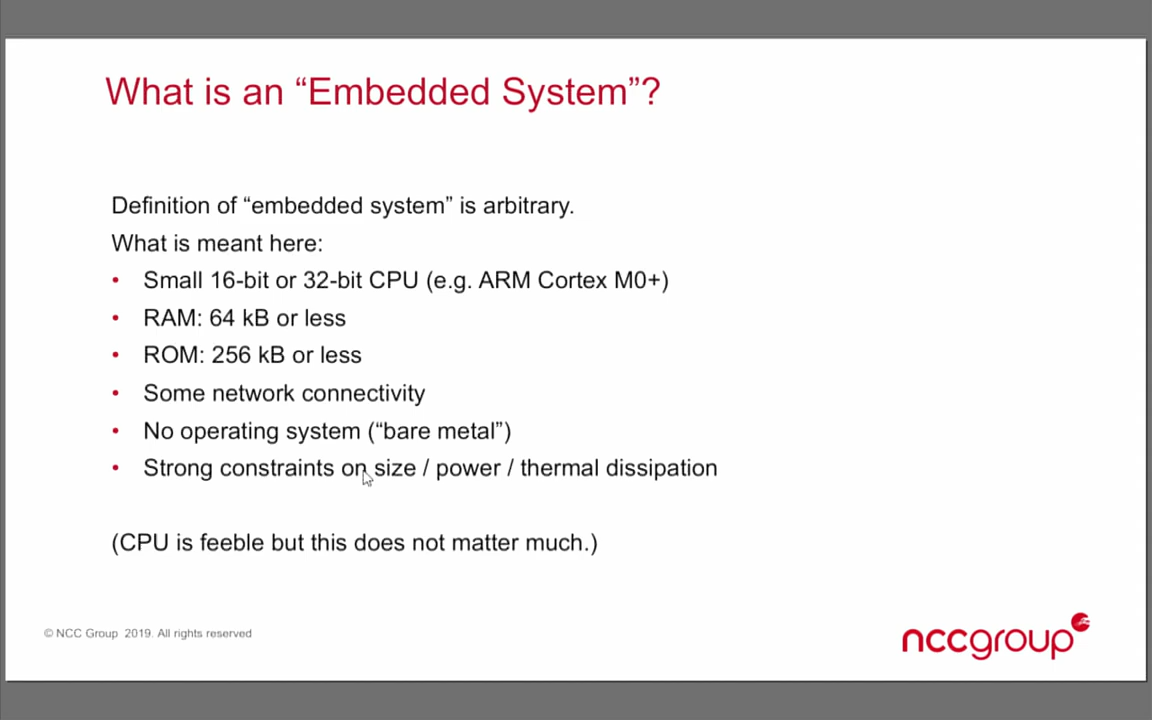 What is an “Embedded System”?
Definition of “embedded system” is arbitrary.
What is meant here:
• Small 16-bit or 32-bit CPU (e.g. ARM Cortex M0+)
• RAM: 64 kB or less
• ROM: 256 kB or less
• Some network connectivity
• No operating system (“bare metal”)
• Strong constraints on size / power / thermal dissipation
(CPU is feeble but this does not matter much.)
© NCC Group 2019. All rights reserved
nccgroup